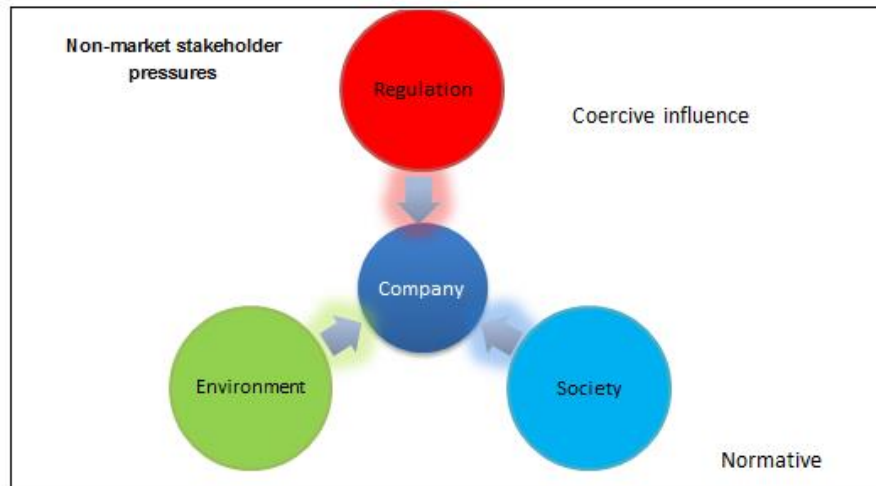 Non-market stakeholder
pressures
Regulation
Coercive influence
Company
Environment
Society
Normative